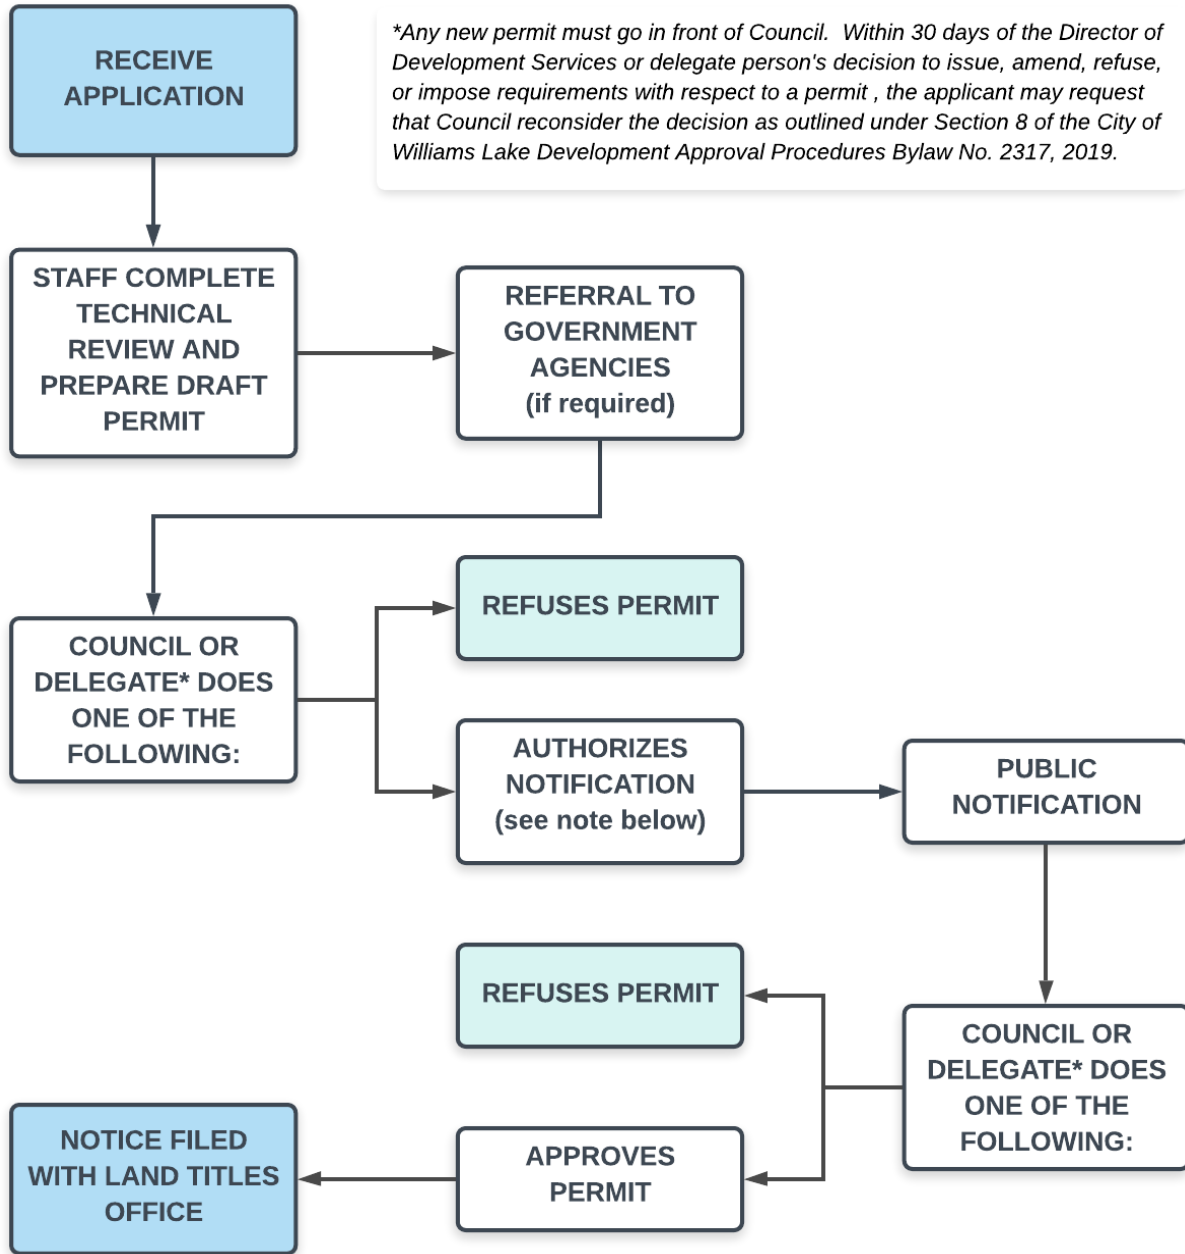 RECEIVE
APPLICATION
*Any new permit must go in front of Council.  Within 30 days of the Director of
Development Services or delegate person's decision to issue, amend, refuse,
or impose requirements with respect to a permit , the applicant may request
that Council reconsider the decision as outlined under Section 8 of the City of
Williams Lake Development Approval Procedures Bylaw No. 2317, 2019.
STAFF COMPLETE
TECHNICAL
REVIEW AND
PREPARE DRAFT
PERMIT
REFERRAL TO
GOVERNMENT
AGENCIES
(if required)
COUNCIL OR
DELEGATE* DOES
ONE OF THE
FOLLOWING:
REFUSES PERMIT
AUTHORIZES
NOTIFICATION
(see note below)
PUBLIC
NOTIFICATION
COUNCIL OR
DELEGATE* DOES
ONE OF THE
FOLLOWING:
REFUSES PERMIT
APPROVES
PERMIT
NOTICE FILED
WITH LAND TITLES
OFFICE